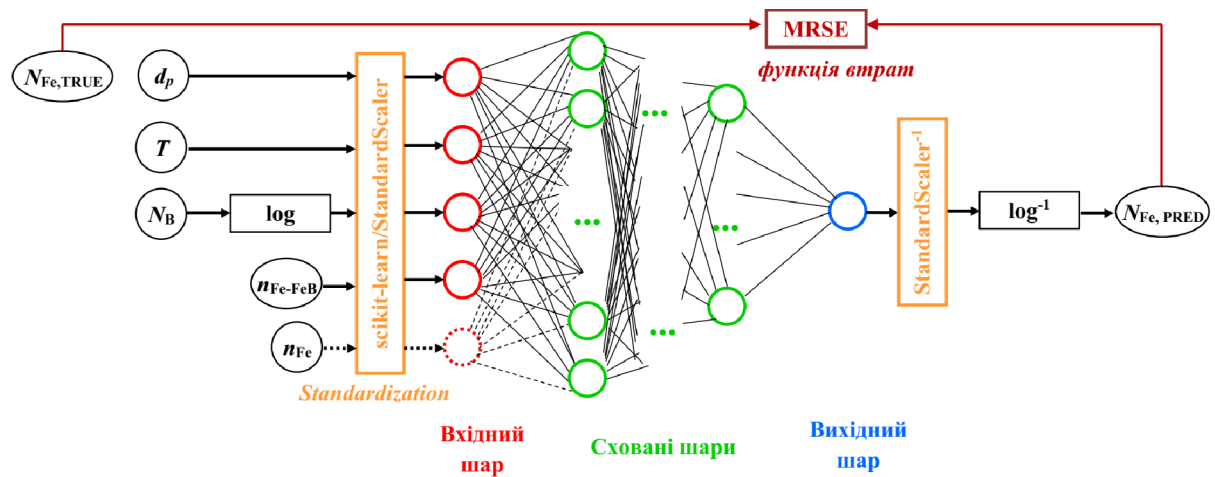 MRSE
функція втрат
N_Fe,TRUE
d_p
T
N_B
log
n_Fe-FeB
n_Fe
scikit-learn/StandardScaler
Standardization
...
...
...
...
StandardScaler^-1
log^-1
N_Fe, PRED
Вхідний
шар
Сховані шари
Вихідний
шар